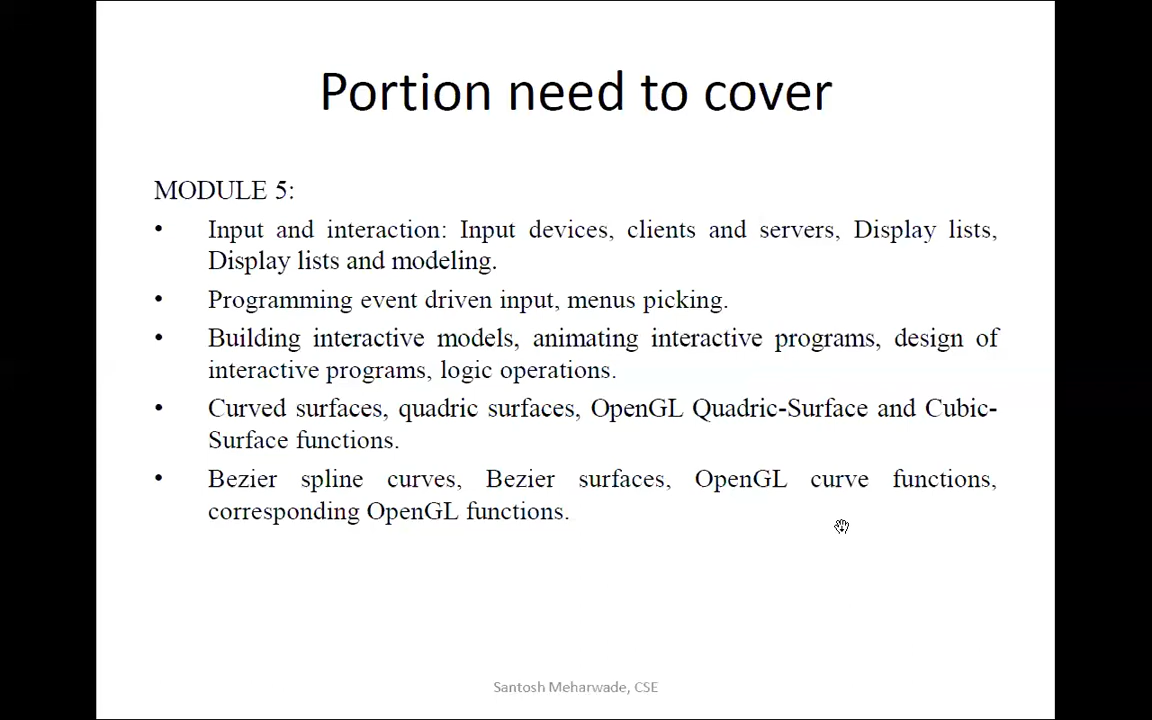 Portion need to cover
MODULE 5:
• Input and interaction: Input devices, clients and servers, Display lists,
Display lists and modeling.
• Programming event driven input, menus picking.
• Building interactive models, animating interactive programs, design of
interactive programs, logic operations.
• Curved surfaces, quadric surfaces, OpenGL Quadric-Surface and Cubic-
Surface functions.
• Bezier spline curves, Bezier surfaces, OpenGL curve functions,
corresponding OpenGL functions.
Santosh Meharwade, CSE